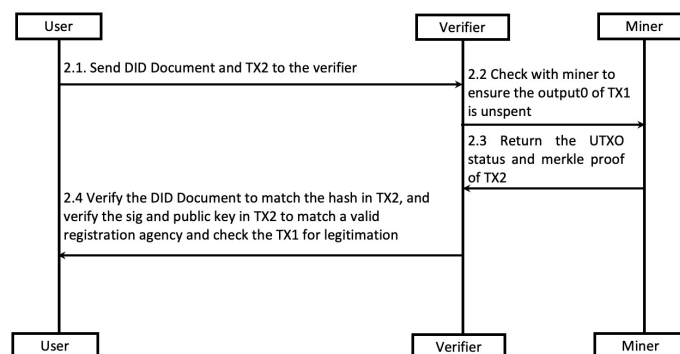 User
Verifier
Miner
2.1. Send DID Document and TX2 to the verifier
2.2 Check with miner to
ensure the output0 of TX1
is unspent
2.3 Return the UTXO
status and merkle proof
of TX2
2.4 Verify the DID Document to match the hash in TX2, and
verify the sig and public key in TX2 to match a valid
registration agency and check the TX1 for legitimation
User
Verifier
Miner